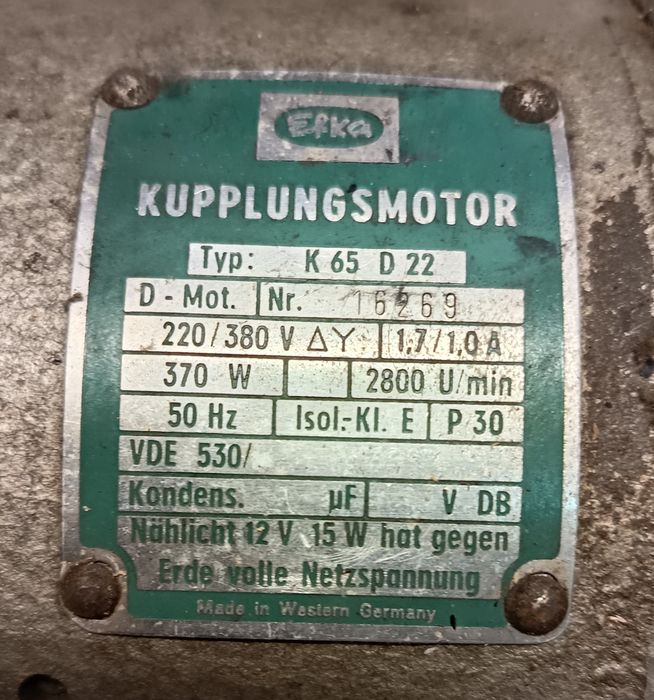 Efka
KUPPLUNGSMOTOR
Typ: K 65 D 22
D - Mot. Nr. 16269
220/380 V △Y 1,7/1,0 A
370 W 2800 U/min
50 Hz Isol.-Kl. E P 30
VDE 530/
Kondens. µF V DB
Nählicht 12 V 15 W hat gegen
Erde volle Netzspannung
Made in Western Germany